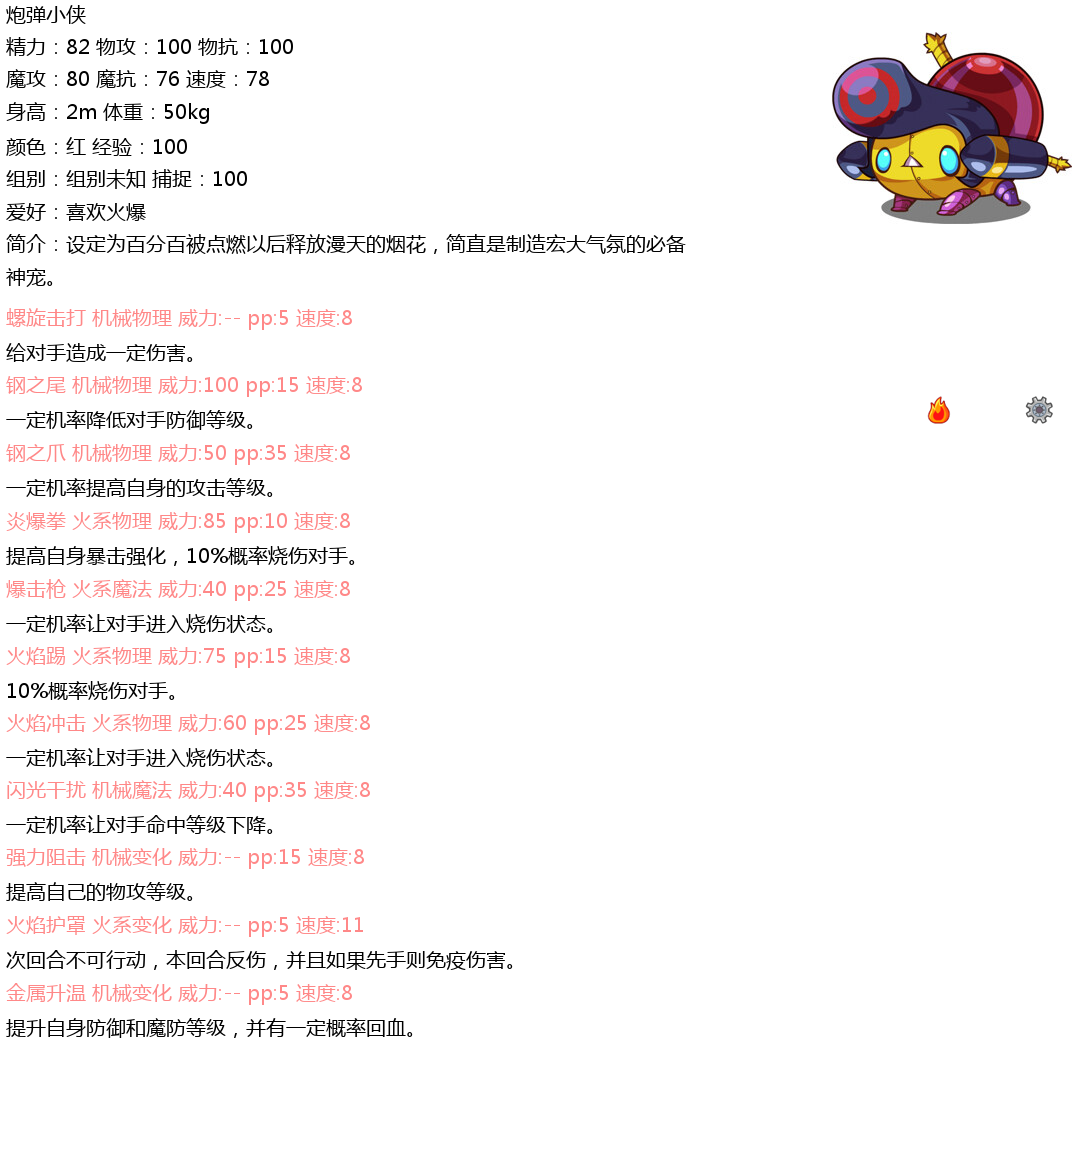 炮弹小侠
精力：82 物攻：100 物抗：100
魔攻：80 魔抗：76 速度：78
身高：2m 体重：50kg
颜色：红 经验：100
组别：组别未知 捕捉：100
爱好：喜欢火爆
简介：设定为百分百被点燃以后释放漫天的烟花，简直是制造宏大气氛的必备
神宠。
螺旋击打 机械物理 威力:-- pp:5 速度:8
给对手造成一定伤害。
钢之尾 机械物理 威力:100 pp:15 速度:8
一定机率降低对手防御等级。
钢之爪 机械物理 威力:50 pp:35 速度:8
一定机率提高自身的攻击等级。
炎爆拳 火系物理 威力:85 pp:10 速度:8
提高自身暴击强化，10%概率烧伤对手。
爆击枪 火系魔法 威力:40 pp:25 速度:8
一定机率让对手进入烧伤状态。
火焰踢 火系物理 威力:75 pp:15 速度:8
10%概率烧伤对手。
火焰冲击 火系物理 威力:60 pp:25 速度:8
一定机率让对手进入烧伤状态。
闪光干扰 机械魔法 威力:40 pp:35 速度:8
一定机率让对手命中等级下降。
强力阻击 机械变化 威力:-- pp:15 速度:8
提高自己的物攻等级。
火焰护罩 火系变化 威力:-- pp:5 速度:11
次回合不可行动，本回合反伤，并且如果先手则免疫伤害。
金属升温 机械变化 威力:-- pp:5 速度:8
提升自身防御和魔防等级，并有一定概率回血。